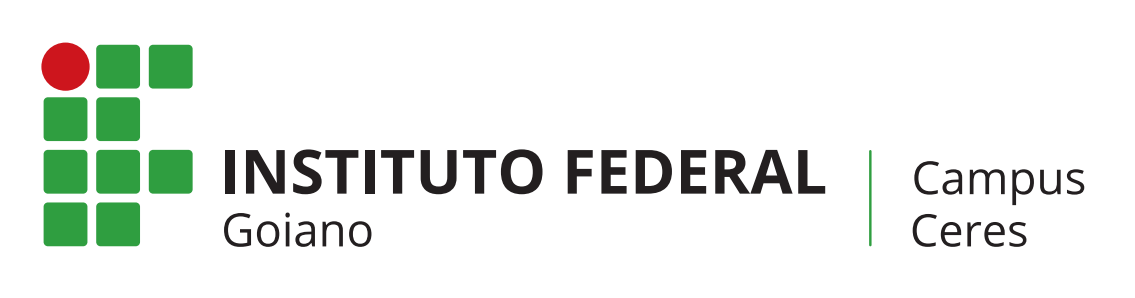 INSTITUTO FEDERAL
Goiano
Campus
Ceres